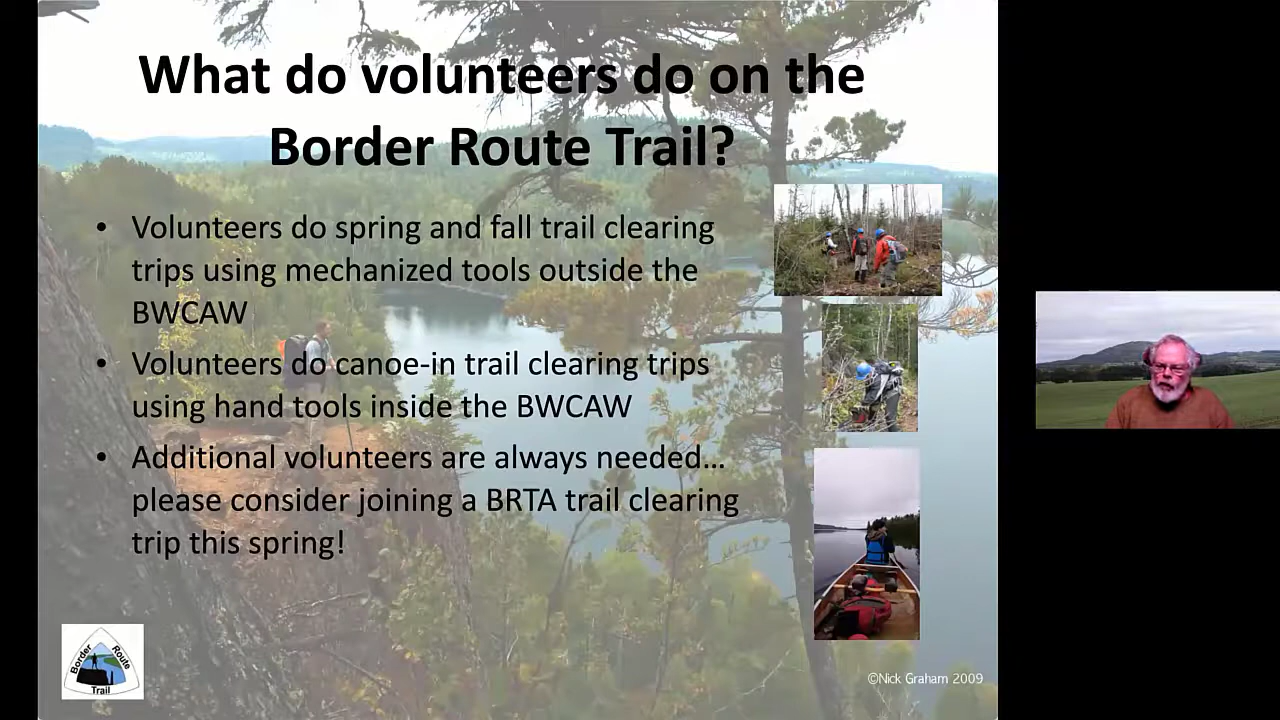 What do volunteers do on the
Border Route Trail?
• Volunteers do spring and fall trail clearing
trips using mechanized tools outside the
BWCAW
• Volunteers do canoe-in trail clearing trips
using hand tools inside the BWCAW
• Additional volunteers are always needed…
please consider joining a BRTA trail clearing
trip this spring!
Border Route
Trail
©Nick Graham 2009